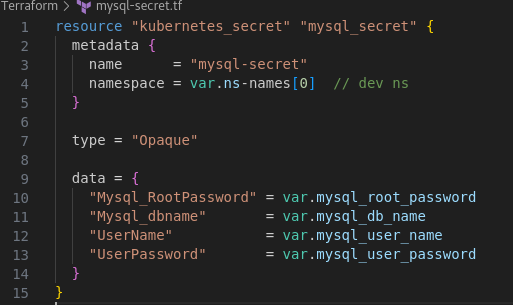 Terraform > mysql-secret.tf
1 resource "kubernetes_secret" "mysql_secret" {
2   metadata {
3     name      = "mysql-secret"
4     namespace = var.ns-names[0]  // dev ns
5   }
6
7   type = "Opaque"
8
9   data = {
10     "Mysql_RootPassword" = var.mysql_root_password
11     "Mysql_dbname"       = var.mysql_db_name
12     "UserName"           = var.mysql_user_name
13     "UserPassword"       = var.mysql_user_password
14   }
15 }